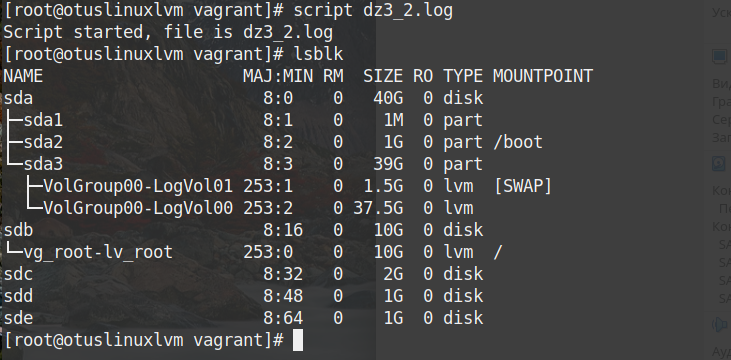 [root@otuslinuxlvm vagrant]# script dz3_2.log
Script started, file is dz3_2.log
[root@otuslinuxlvm vagrant]# lsblk
NAME                    MAJ:MIN RM  SIZE RO TYPE MOUNTPOINT
sda                       8:0    0   40G  0 disk
├─sda1                    8:1    0    1M  0 part
├─sda2                    8:2    0    1G  0 part /boot
└─sda3                    8:3    0   39G  0 part
  ├─VolGroup00-LogVol01 253:1    0  1.5G  0 lvm  [SWAP]
  └─VolGroup00-LogVol00 253:2    0 37.5G  0 lvm
sdb                       8:16   0   10G  0 disk
└─vg_root-lv_root       253:0    0   10G  0 lvm  /
sdc                       8:32   0    2G  0 disk
sdd                       8:48   0    1G  0 disk
sde                       8:64   0    1G  0 disk
[root@otuslinuxlvm vagrant]#